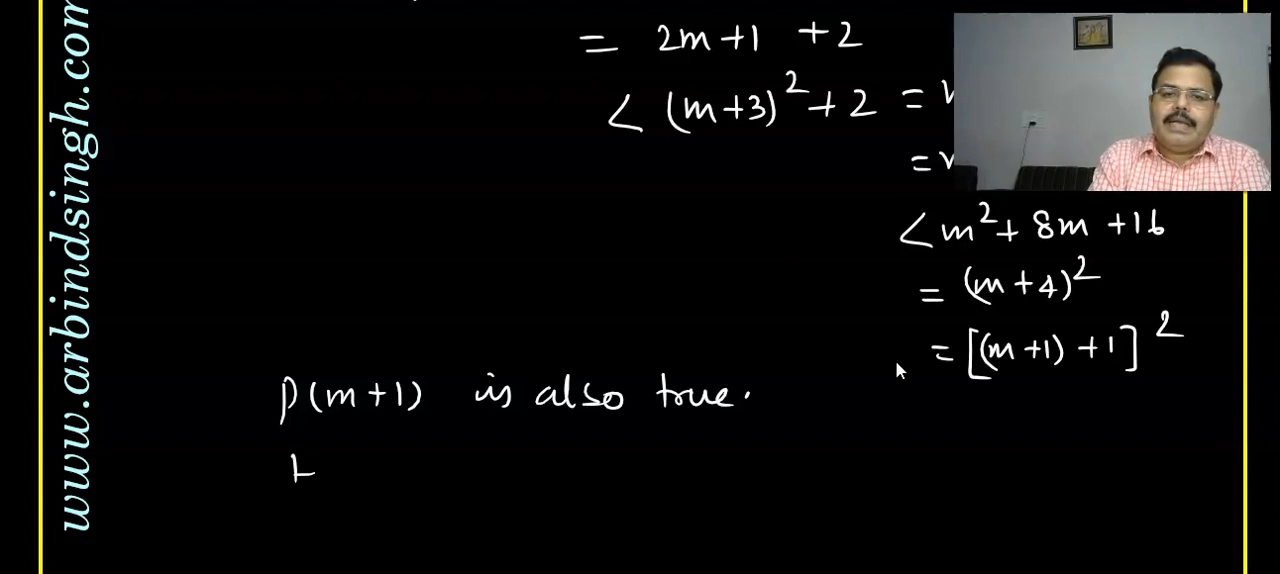 www.arbindsingh.com
= 2m+1 +2
< (m+3)² + 2 =
=
< m² + 8m + 16
= (m + 4)²
= [(m+1) + 1]²
P(m+1) is also true.